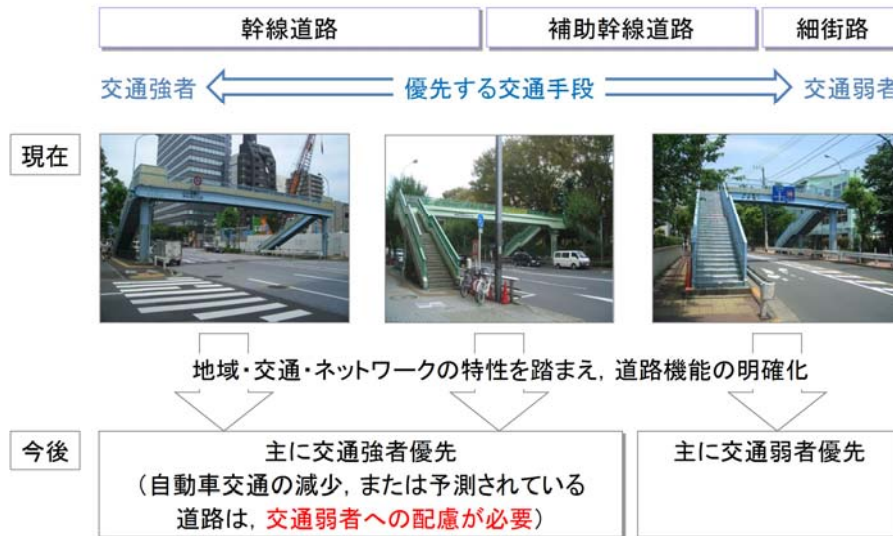 幹線道路
補助幹線道路
細街路
交通強者
優先する交通手段
交通弱者
現在
地域・交通・ネットワークの特性を踏まえ，道路機能の明確化
今後
主に交通強者優先
（自動車交通の減少，または予測されている
道路は，交通弱者への配慮が必要）
主に交通弱者優先